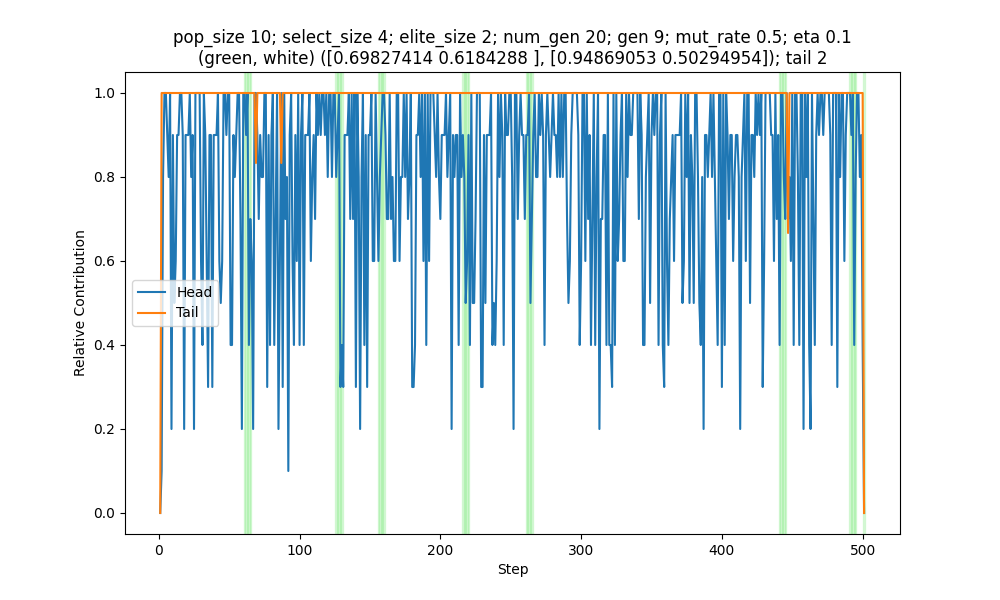 pop_size 10; select_size 4; elite_size 2; num_gen 20; gen 9; mut_rate 0.5; eta 0.1
(green, white) ([0.69827414 0.6184288 ], [0.94869053 0.50294954]); tail 2
1.0
0.8
0.6
0.4
0.2
0.0
Relative Contribution
Head
Tail
0
100
200
300
400
500
Step